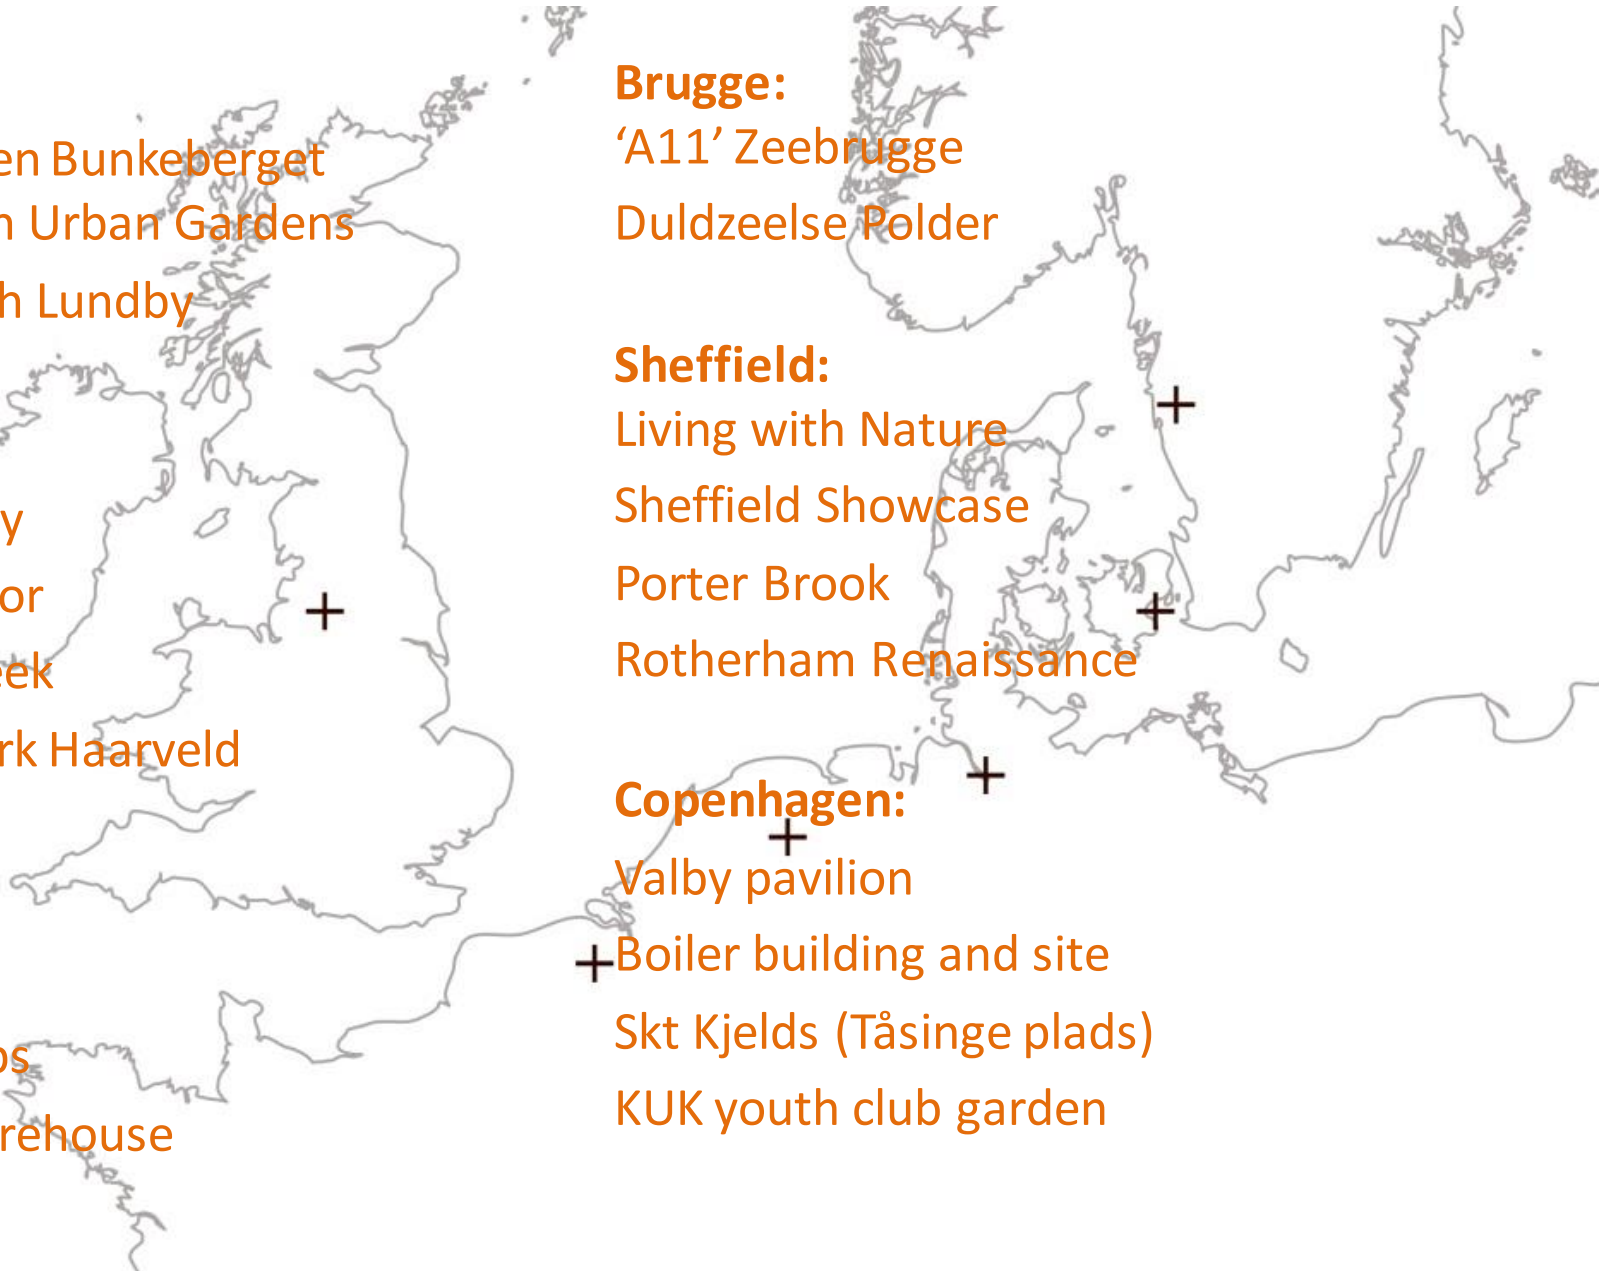 en Bunkeberget
n Urban Gardens
h Lundby
y
or
eek
rk Haarveld
os
rehouse
Brugge:
‘A11’ Zeebrugge
Duldzeelse Polder
Sheffield:
Living with Nature
Sheffield Showcase
Porter Brook
Rotherham Renaissance
Copenhagen:
Valby pavilion
Boiler building and site
Skt Kjelds (Tåsinge plads)
KUK youth club garden